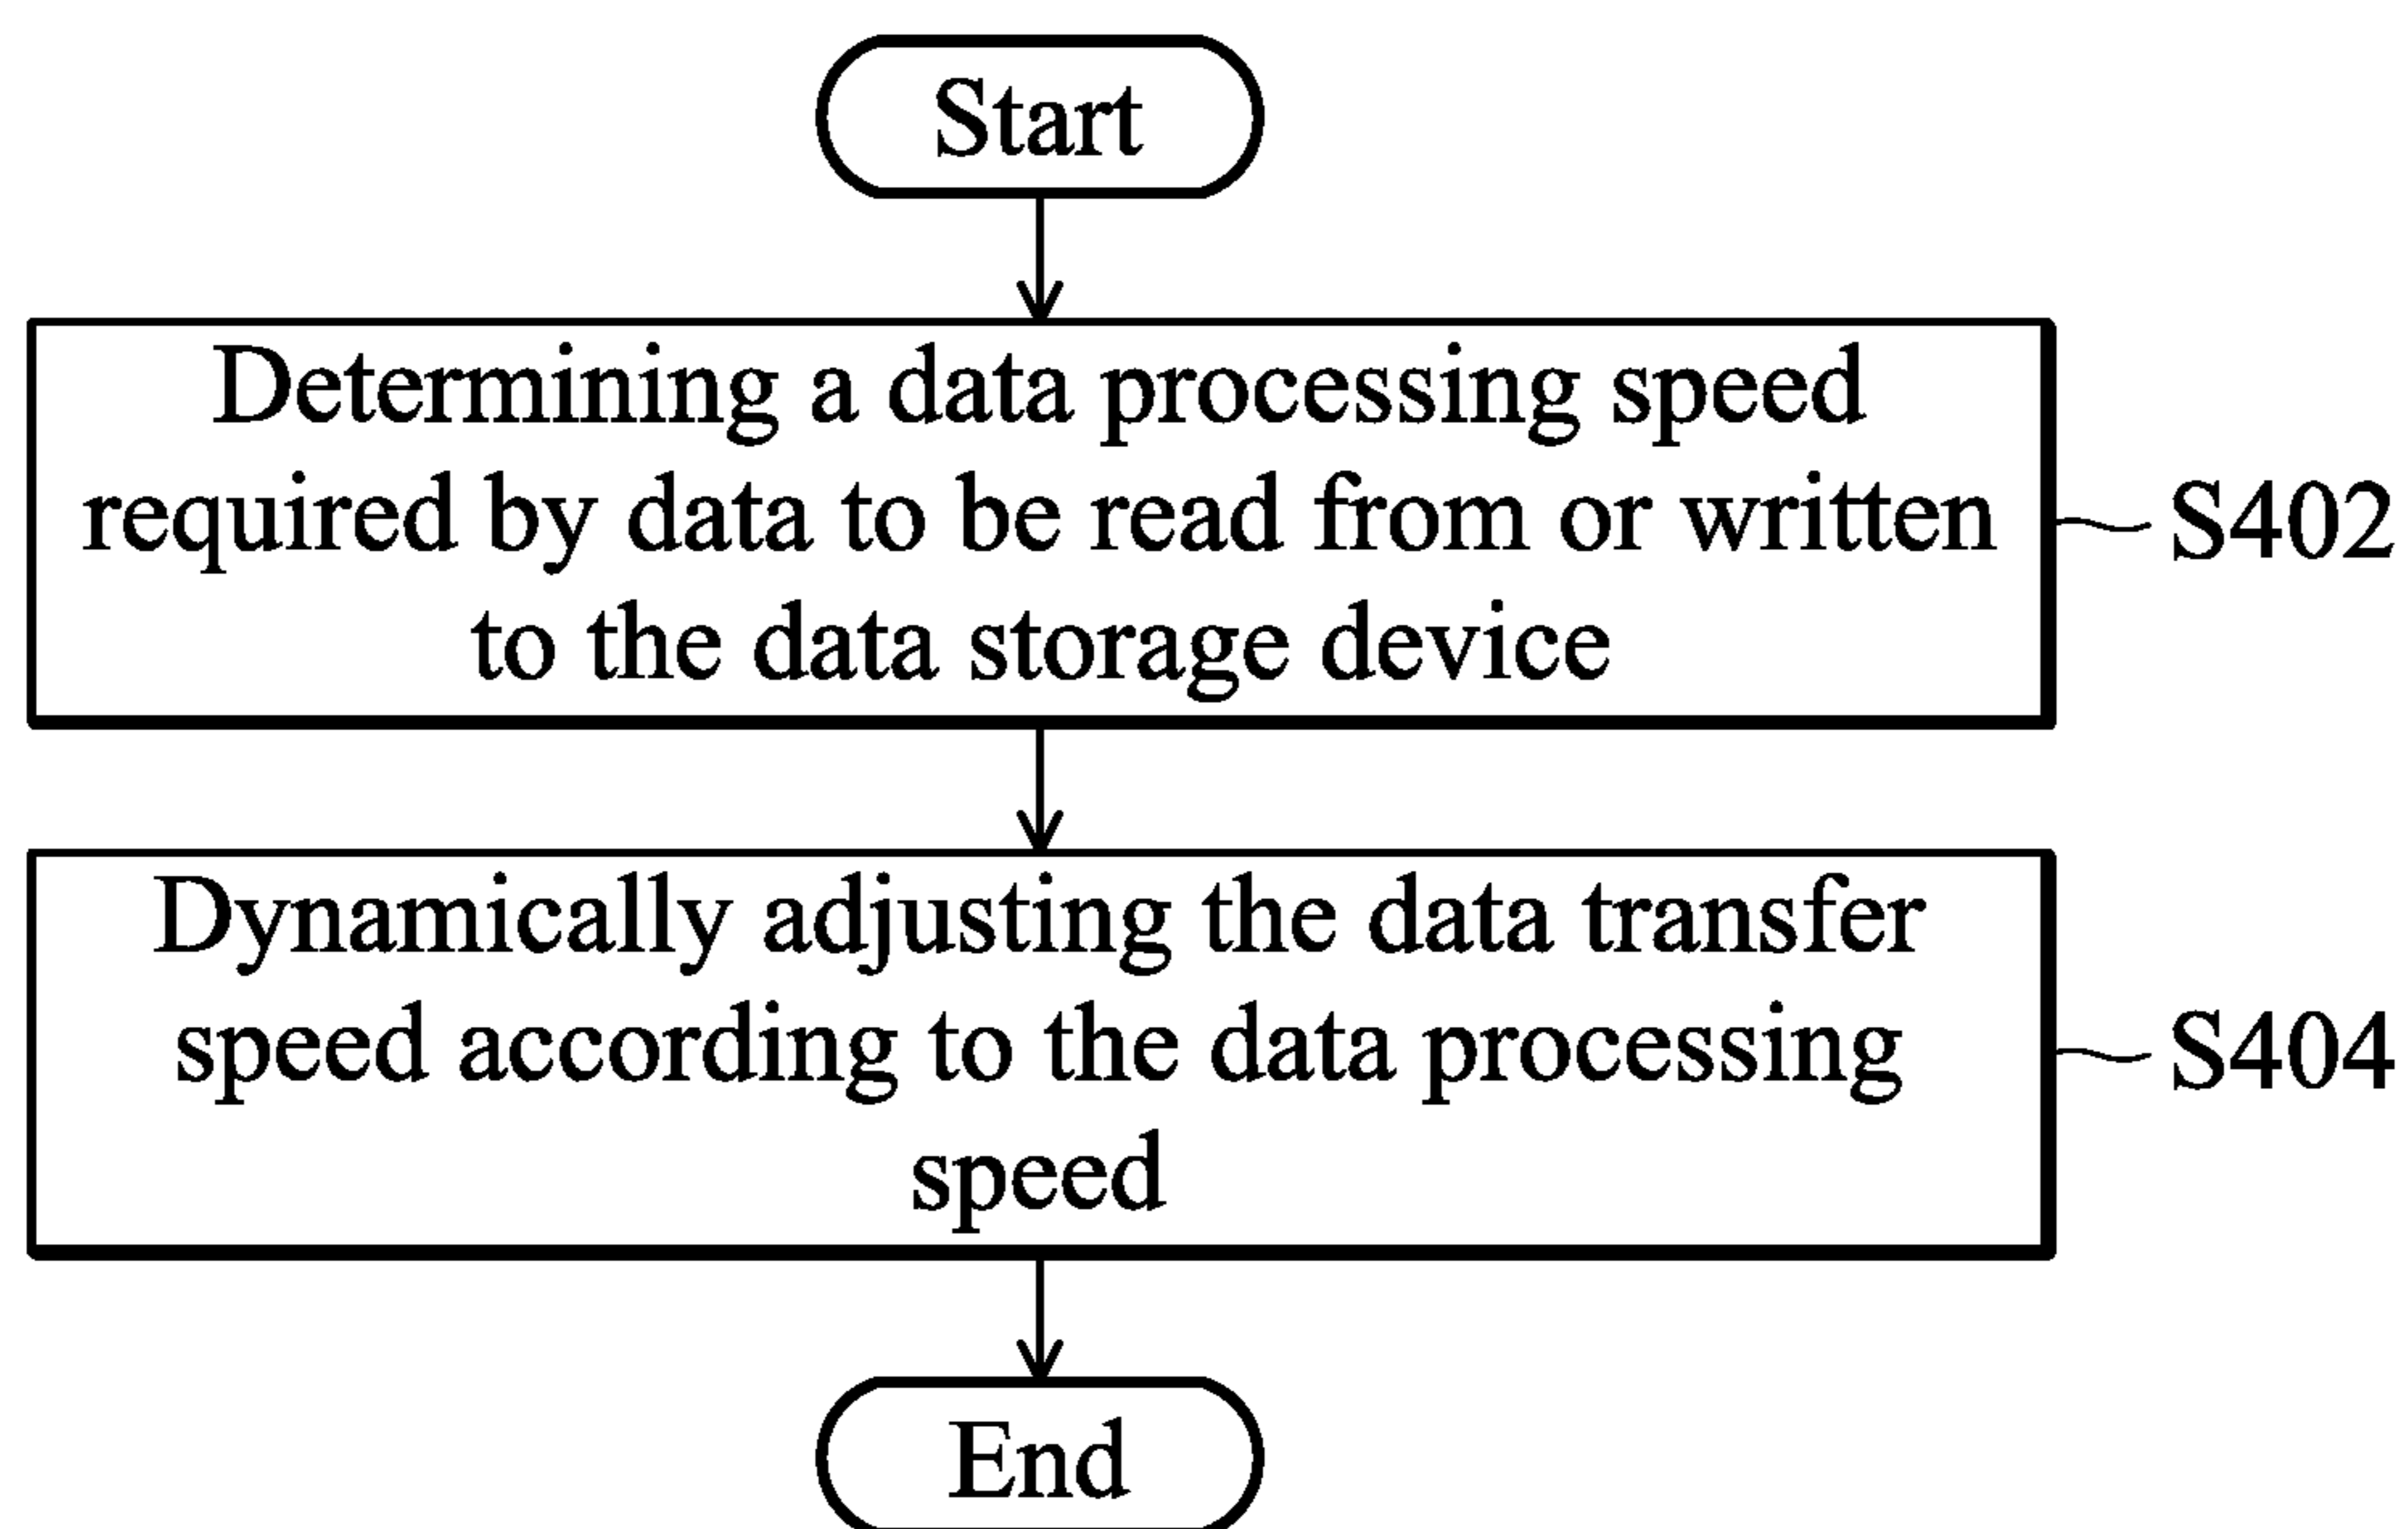 Start
Determining a data processing speed
required by data to be read from or written
to the data storage device
S402
Dynamically adjusting the data transfer
speed according to the data processing
speed
S404
End